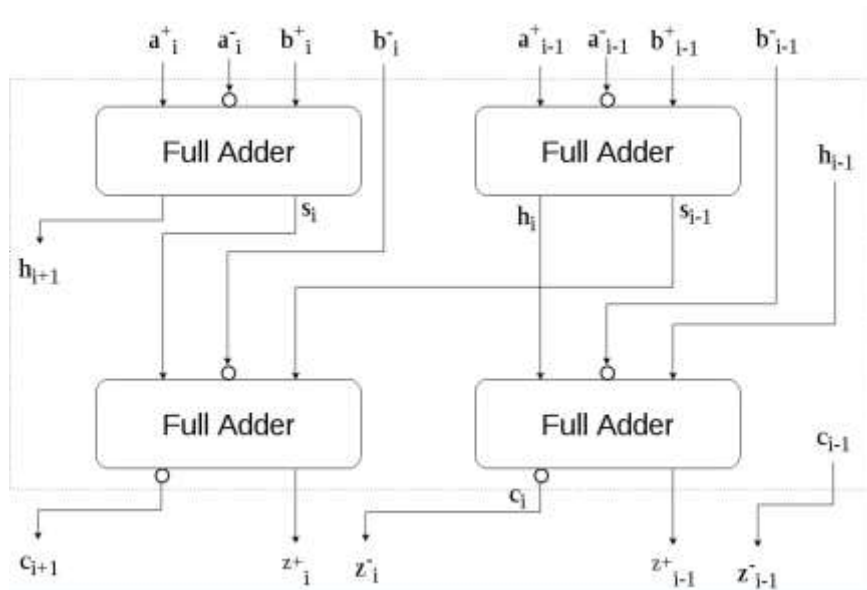 a⁺ᵢ a⁻ᵢ b⁺ᵢ b⁻ᵢ a⁺ᵢ₋₁ a⁻ᵢ₋₁ b⁺ᵢ₋₁ b⁻ᵢ₋₁
Full Adder Full Adder
hᵢ₋₁
sᵢ hᵢ sᵢ₋₁
hᵢ₊₁
Full Adder Full Adder
cᵢ₋₁
cᵢ
cᵢ₊₁ z⁺ᵢ z⁻ᵢ z⁺ᵢ₋₁ z⁻ᵢ₋₁